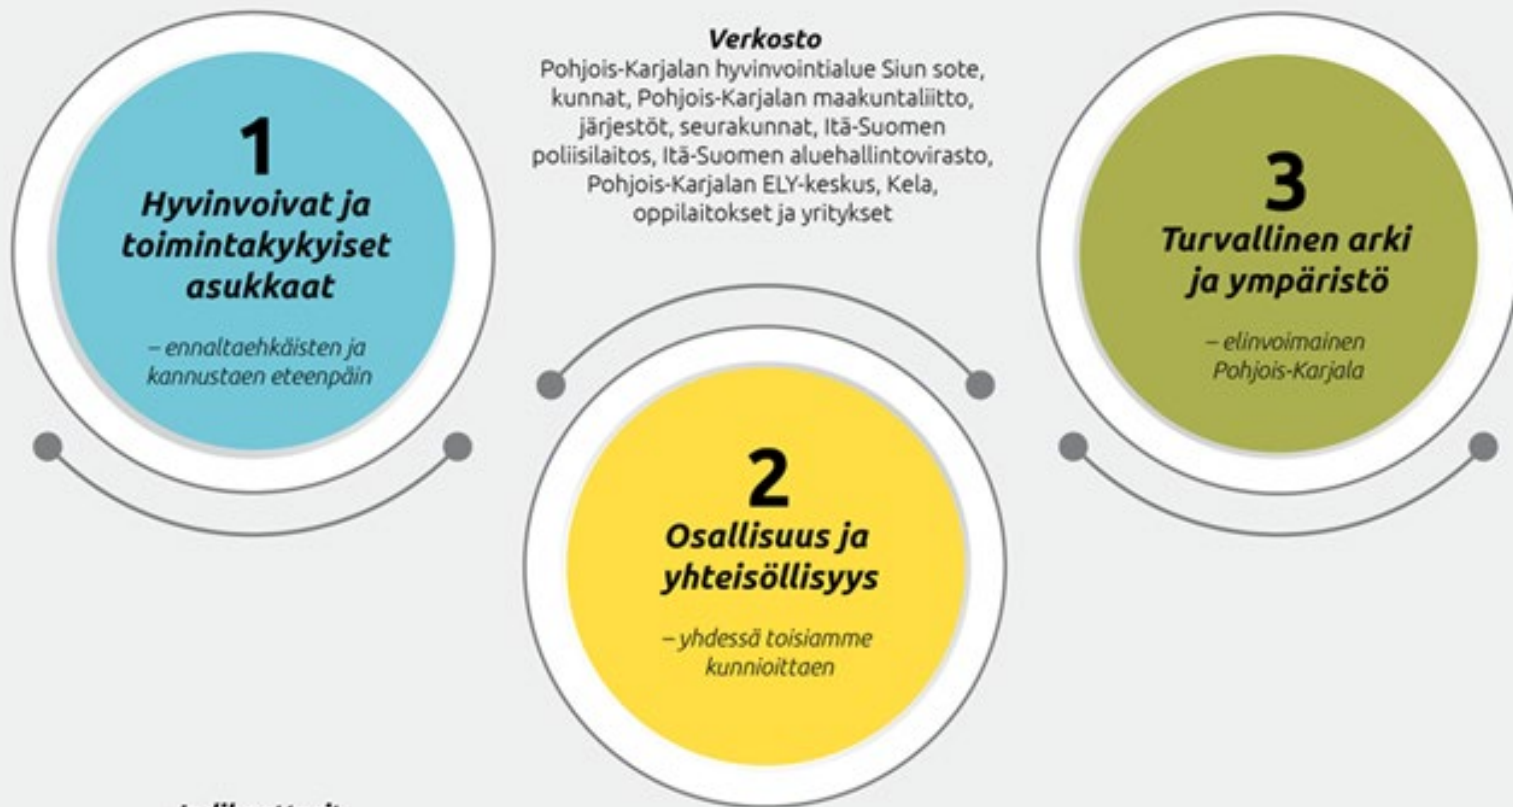 1
Hyvinvoivat ja
toimintakykyiset
asukkaat
– ennaltaehkäisten ja
kannustaen eteenpäin
Verkosto
Pohjois-Karjalan hyvinvointialue Siun sote,
kunnat, Pohjois-Karjalan maakuntaliitto,
järjestöt, seurakunnat, Itä-Suomen
poliisilaitos, Itä-Suomen aluehallintovirasto,
Pohjois-Karjalan ELY-keskus, Kela,
oppilaitokset ja yritykset
2
Osallisuus ja
yhteisöllisyys
– yhdessä toisiamme
kunnioittaen
3
Turvallinen arki
ja ympäristö
– elinvoimainen
Pohjois-Karjala